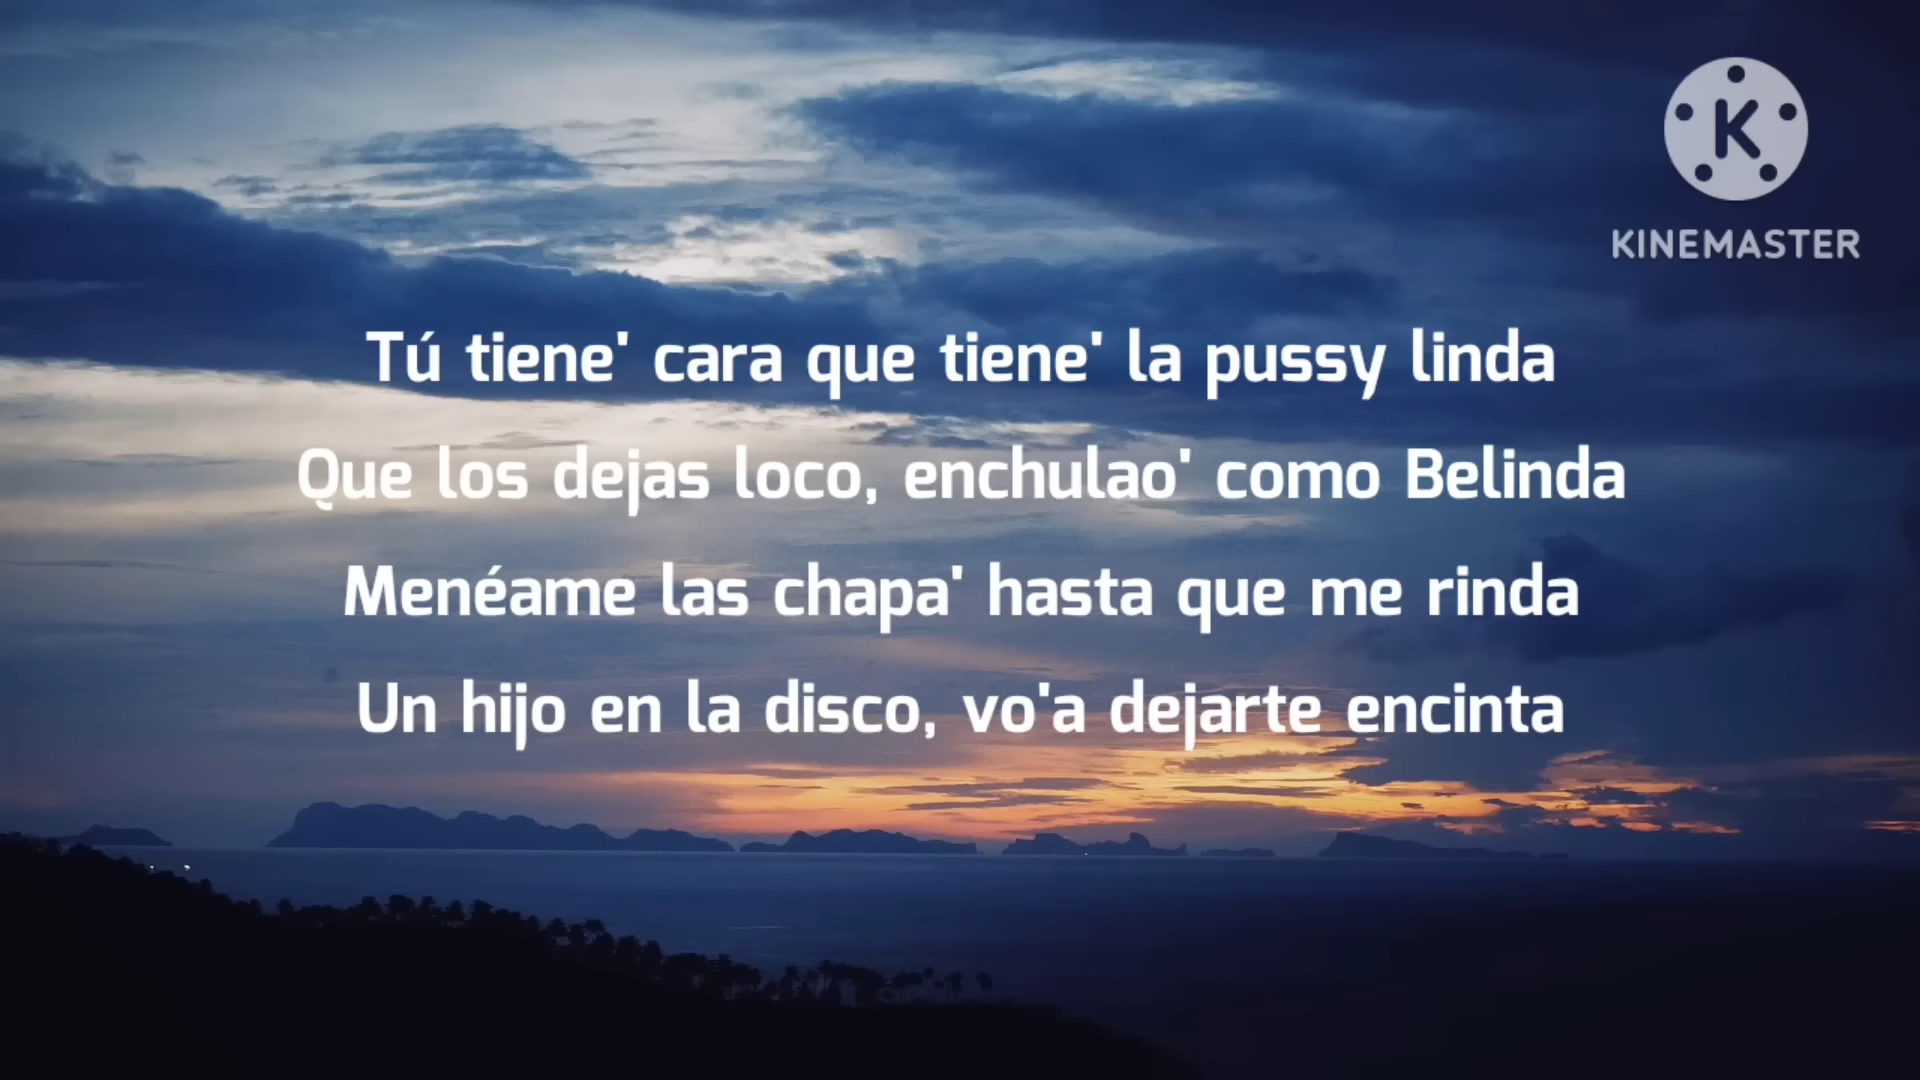 K
KINEMASTER
Tú tiene' cara que tiene' la pussy linda
Que los dejas loco, enchulao' como Belinda
Menéame las chapa' hasta que me rinda
Un hijo en la disco, vo'a dejarte encinta